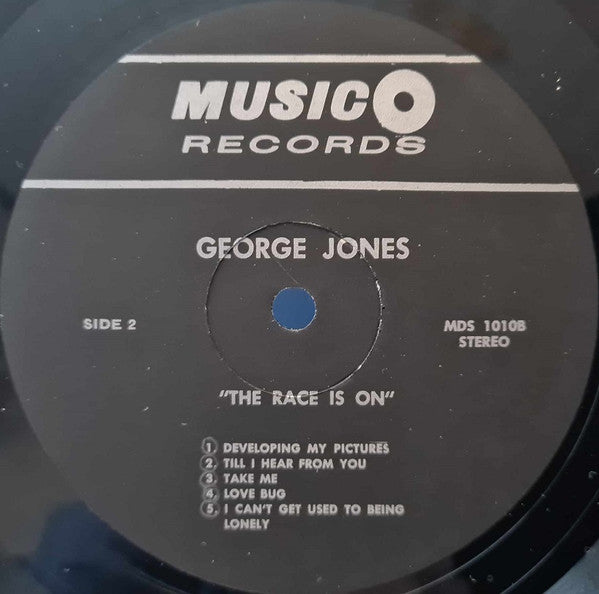 MUSICO
RECORDS
GEORGE JONES
SIDE 2
MDS 1010B
STEREO
"THE RACE IS ON"
1 DEVELOPING MY PICTURES
2. TILL I HEAR FROM YOU
3. TAKE ME
4. LOVE BUG
5. I CAN'T GET USED TO BEING
LONELY